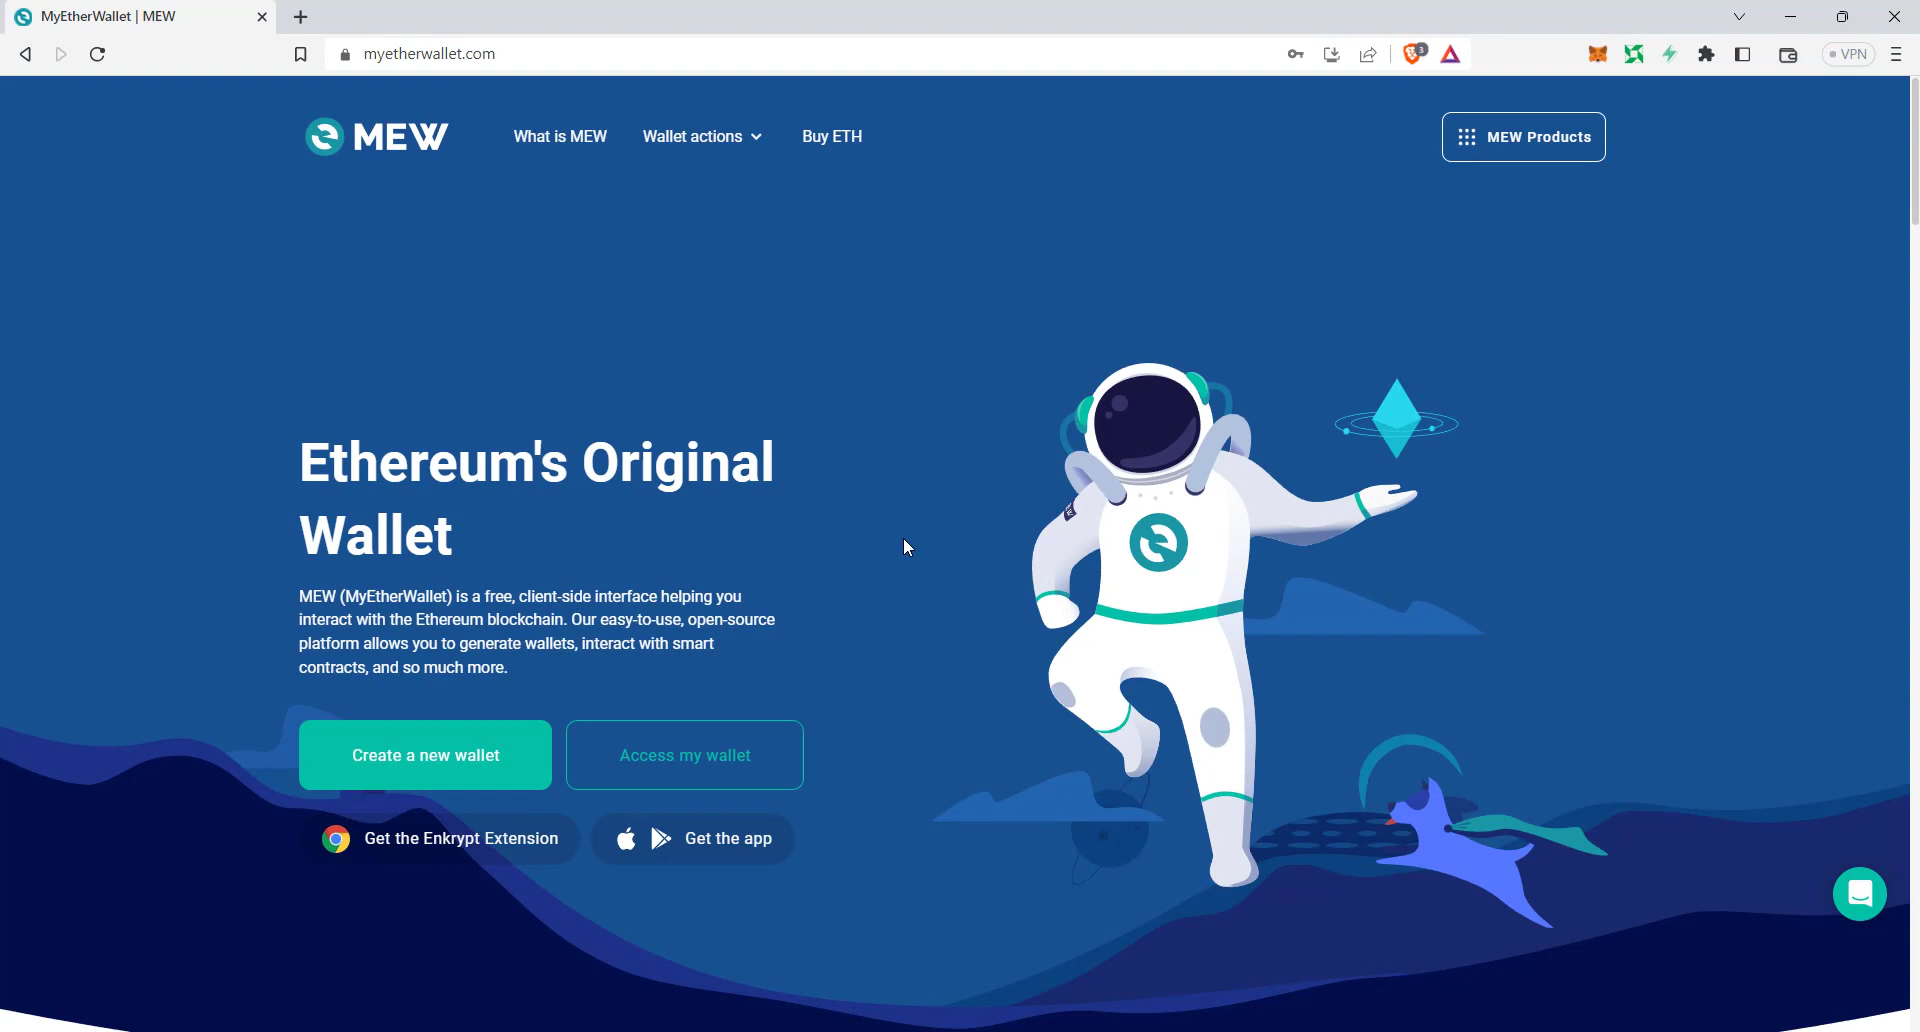 MyEtherWallet | MEW
myetherwallet.com
3
VPN
MEW
What is MEW
Wallet actions
Buy ETH
MEW Products
Ethereum's Original
Wallet
MEW (MyEtherWallet) is a free, client-side interface helping you
interact with the Ethereum blockchain. Our easy-to-use, open-source
platform allows you to generate wallets, interact with smart
contracts, and so much more.
Create a new wallet
Access my wallet
Get the Enkrypt Extension
Get the app